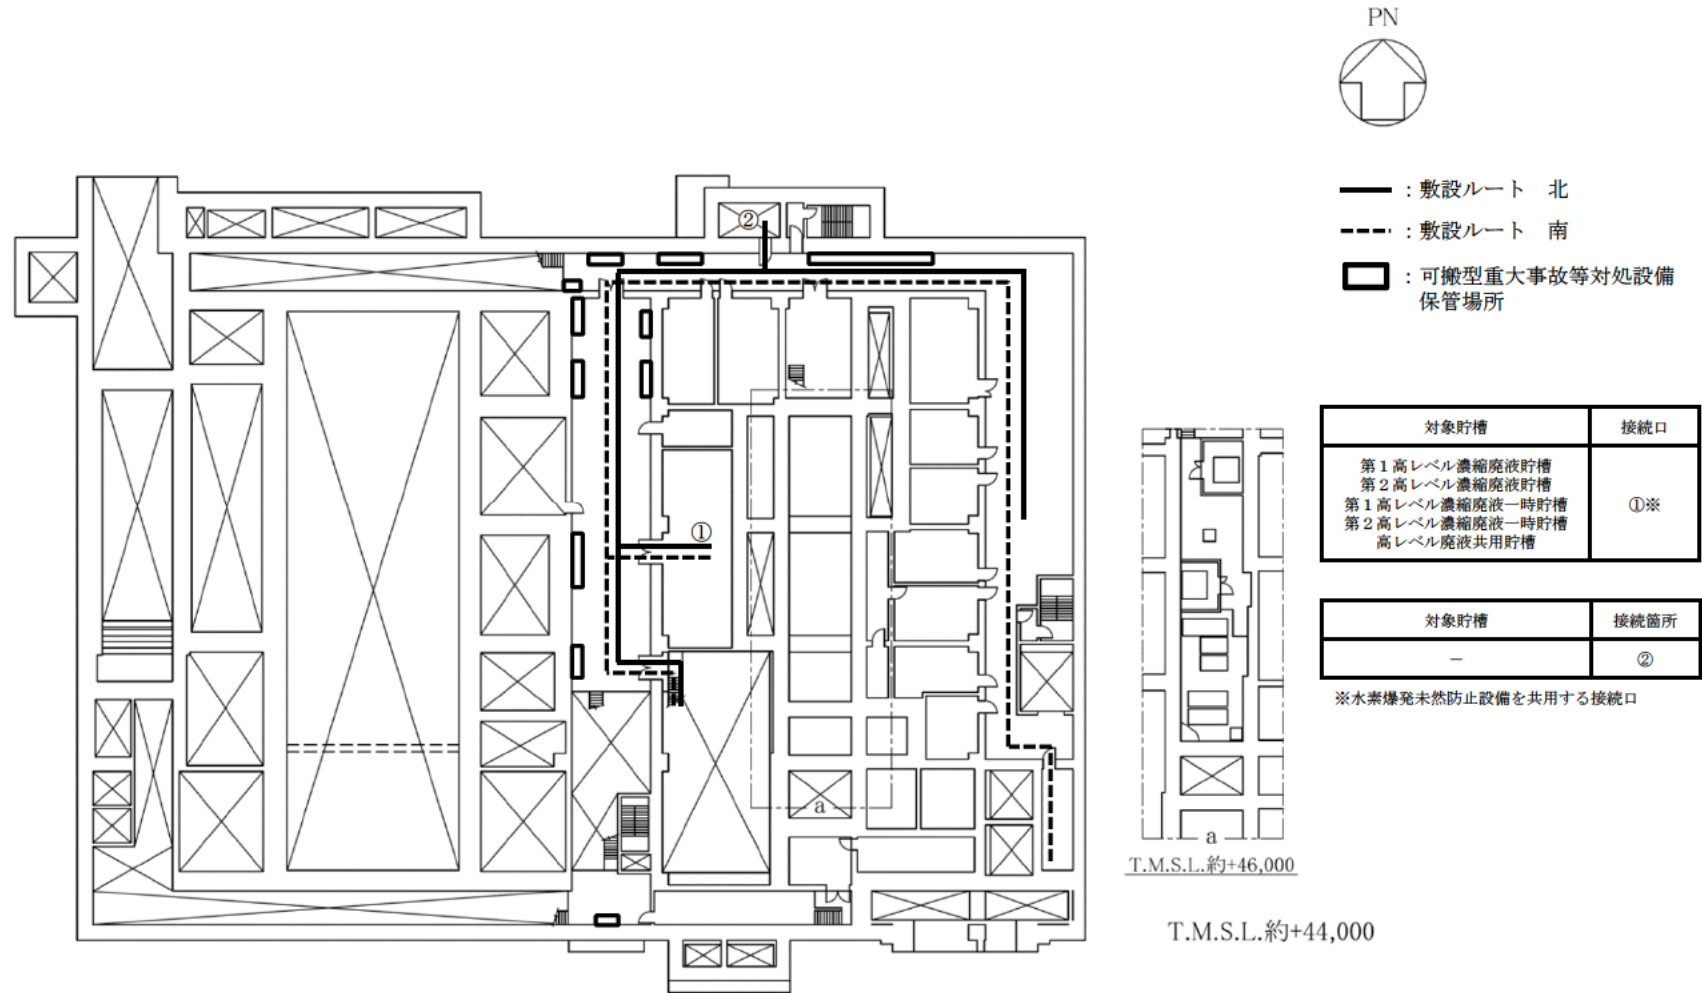 PN
：敷設ルート　北
：敷設ルート　南
：可搬型重大事故等対処設備
保管場所
②
①
a
対象貯槽
接続口
第１高レベル濃縮廃液貯槽
第２高レベル濃縮廃液貯槽
第１高レベル濃縮廃液一時貯槽
第２高レベル濃縮廃液一時貯槽
高レベル廃液共用貯槽
①※
対象貯槽
接続箇所
－
②
※水素爆発未然防止設備を共用する接続口
a
T.M.S.L.約+46,000
T.M.S.L.約+44,000